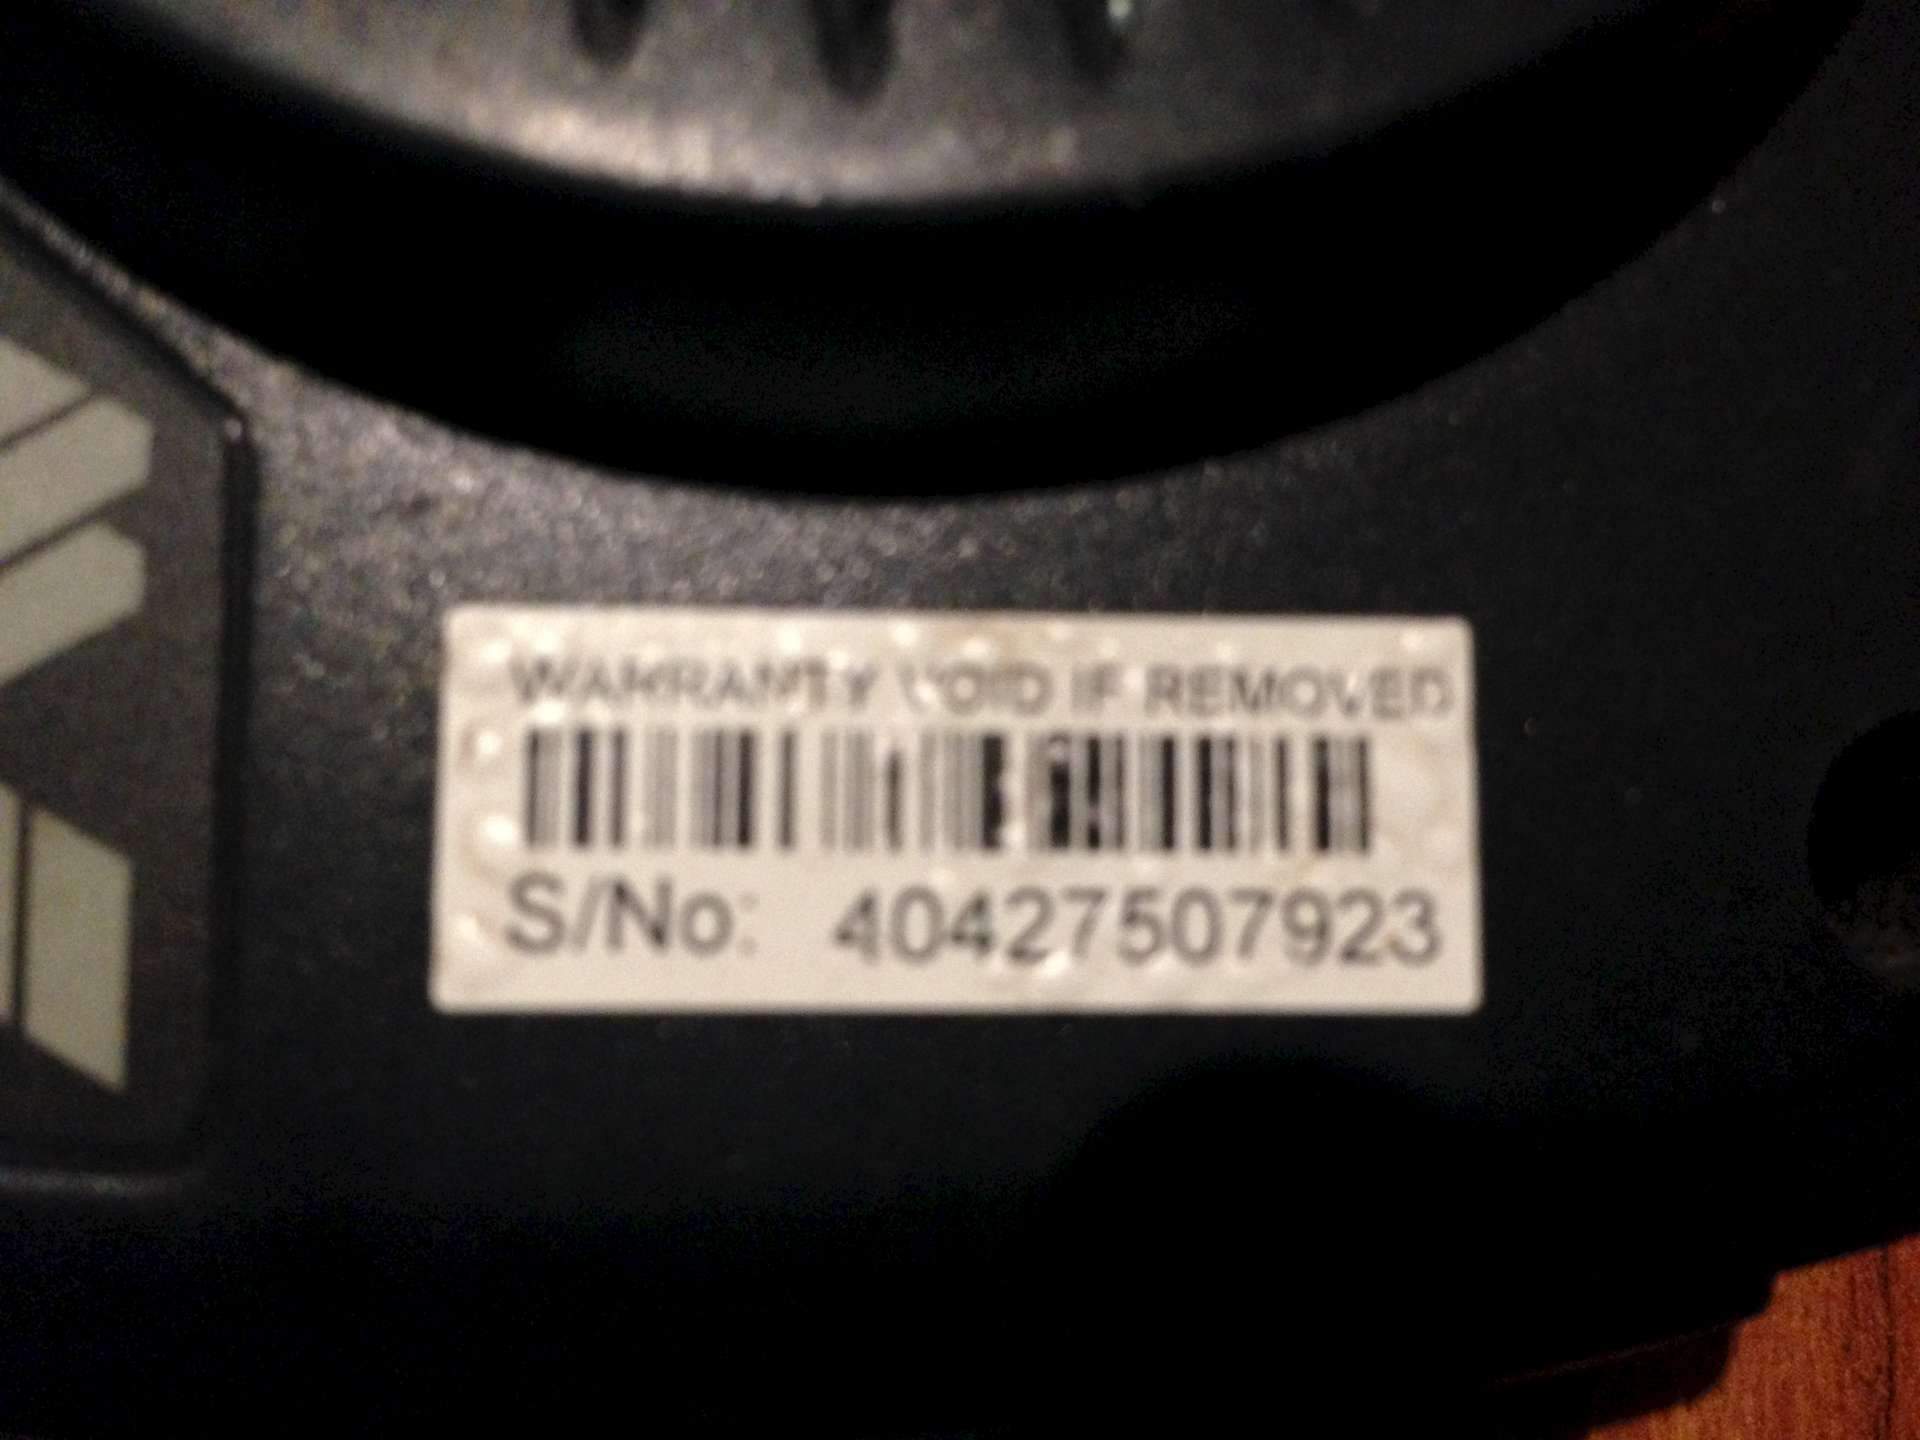 WARRANTY VOID IF REMOVED
S/No: 40427507923